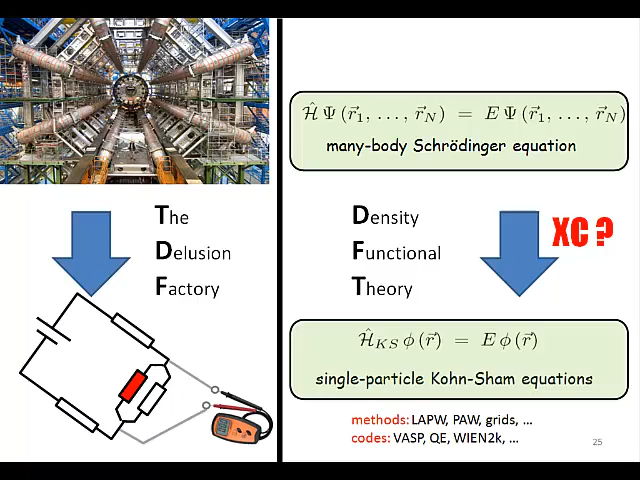 The
Delusion
Factory
Ĥ Ψ (r⃗₁, ..., r⃗_N) = E Ψ (r⃗₁, ..., r⃗_N)
many-body Schrödinger equation
Density
Functional
Theory
XC ?
Ĥ_KS ϕ (r⃗) = E ϕ (r⃗)
single-particle Kohn-Sham equations
methods: LAPW, PAW, grids, ...
codes: VASP, QE, WIEN2k, ...
25